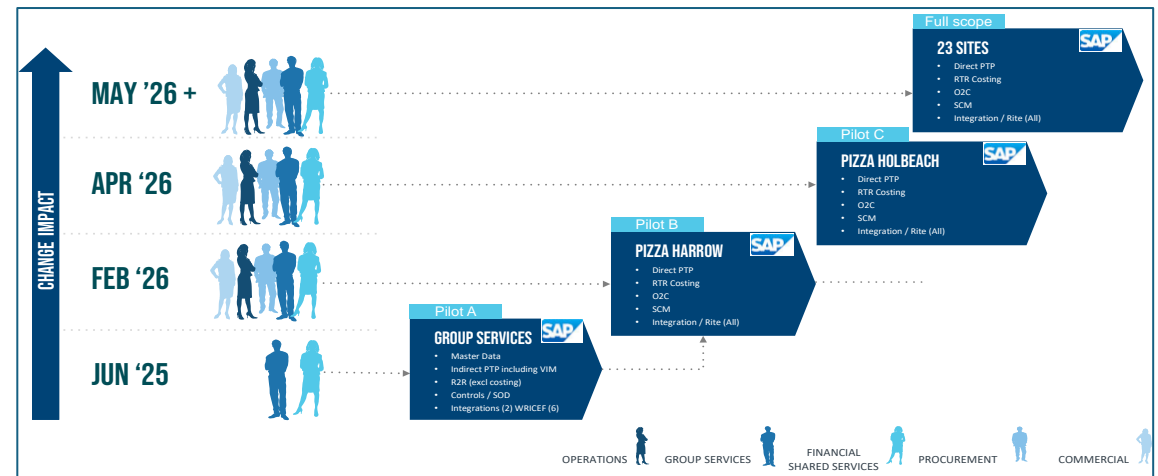 Full scope
23 SITES
SAP
• Direct PTP
• RTR Costing
• O2C
• SCM
• Integration / Rite (All)
MAY ’26 +
Pilot C
PIZZA HOLBEACH
SAP
• Direct PTP
• RTR Costing
• O2C
• SCM
• Integration / Rite (All)
APR ‘26
Pilot B
PIZZA HARROW
SAP
• Direct PTP
• RTR Costing
• O2C
• SCM
• Integration / Rite (All)
FEB ‘26
Pilot A
GROUP SERVICES
SAP
• Master Data
• Indirect PTP including VIM
• R2R (excl costing)
• Controls / SOD
• Integrations (2) WRICEF (6)
JUN ‘25
CHANGE IMPACT
OPERATIONS
GROUP SERVICES
FINANCIAL
SHARED SERVICES
PROCUREMENT
COMMERCIAL